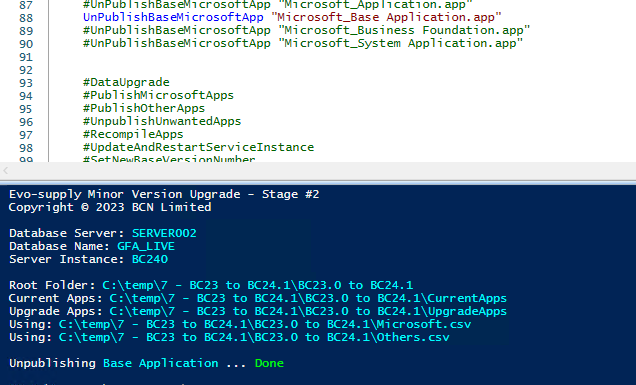 87 #UnPublishBaseMicrosoftApp "Microsoft_Application.app"
88 UnPublishBaseMicrosoftApp "Microsoft_Base Application.app"
89 #UnPublishBaseMicrosoftApp "Microsoft_Business Foundation.app"
90 #UnPublishBaseMicrosoftApp "Microsoft_System Application.app"
91
92
93 #DataUpgrade
94 #PublishMicrosoftApps
95 #PublishOtherApps
96 #UnpublishUnwantedApps
97 #RecompileApps
98 #UpdateAndRestartServiceInstance
99 #SetNewBaseVersionNumber
Evo-supply Minor Version Upgrade - Stage #2
Copyright © 2023 BCN Limited
Database Server: SERVER002
Database Name: GFA_LIVE
Server Instance: BC240
Root Folder: C:\temp\7 - BC23 to BC24.1\BC23.0 to BC24.1
Current Apps: C:\temp\7 - BC23 to BC24.1\BC23.0 to BC24.1\CurrentApps
Upgrade Apps: C:\temp\7 - BC23 to BC24.1\BC23.0 to BC24.1\UpgradeApps
Using: C:\temp\7 - BC23 to BC24.1\BC23.0 to BC24.1\Microsoft.csv
Using: C:\temp\7 - BC23 to BC24.1\BC23.0 to BC24.1\Others.csv
Unpublishing Base Application ... Done